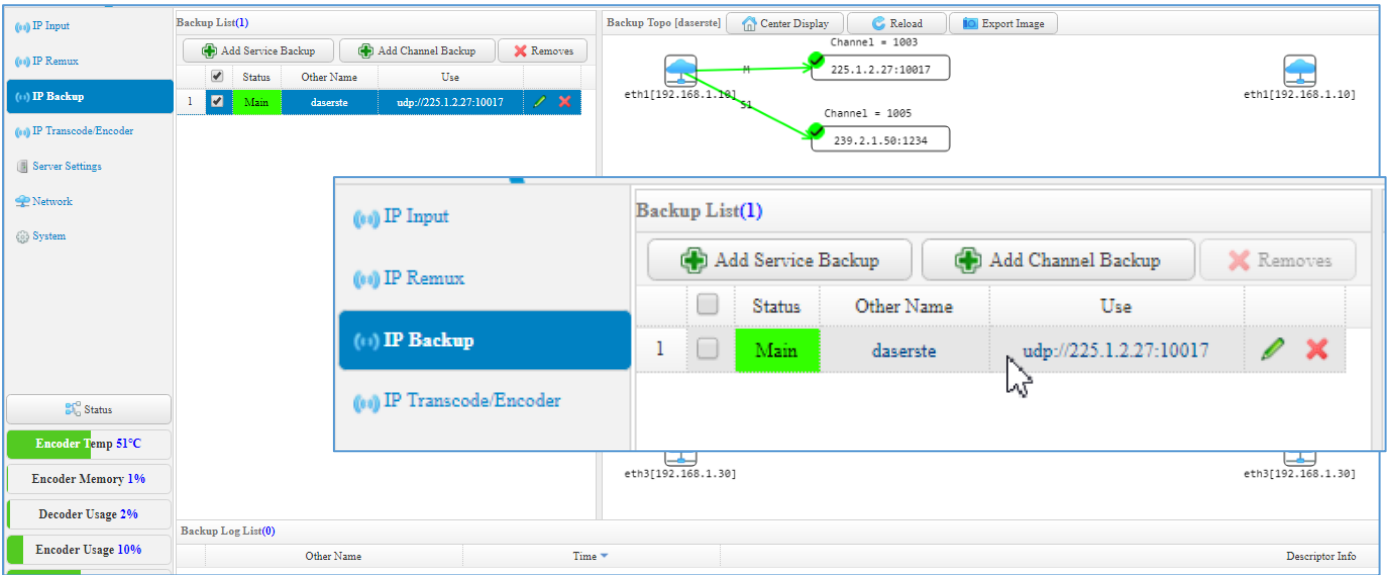 IP Input
IP Remux
IP Backup
IP Transcode/Encoder
Server Settings
Network
System
Status
Encoder Temp 51°C
Encoder Memory 1%
Decoder Usage 2%
Encoder Usage 10%
Backup List(1)
Add Service Backup Add Channel Backup Removes
Status Other Name Use
1 Main daserste udp://225.1.2.27:10017
Backup Topo [daserste] Center Display Reload Export Image
Channel = 1003
M 225.1.2.27:10017
eth1[192.168.1.10] eth1[192.168.1.10]
S1
Channel = 1005
239.2.1.50:1234
IP Input
IP Remux
IP Backup
IP Transcode/Encoder
Backup List(1)
Add Service Backup Add Channel Backup Removes
Status Other Name Use
1 Main daserste udp://225.1.2.27:10017
eth3[192.168.1.30] eth3[192.168.1.30]
Backup Log List(0)
Other Name Time Descriptor Info